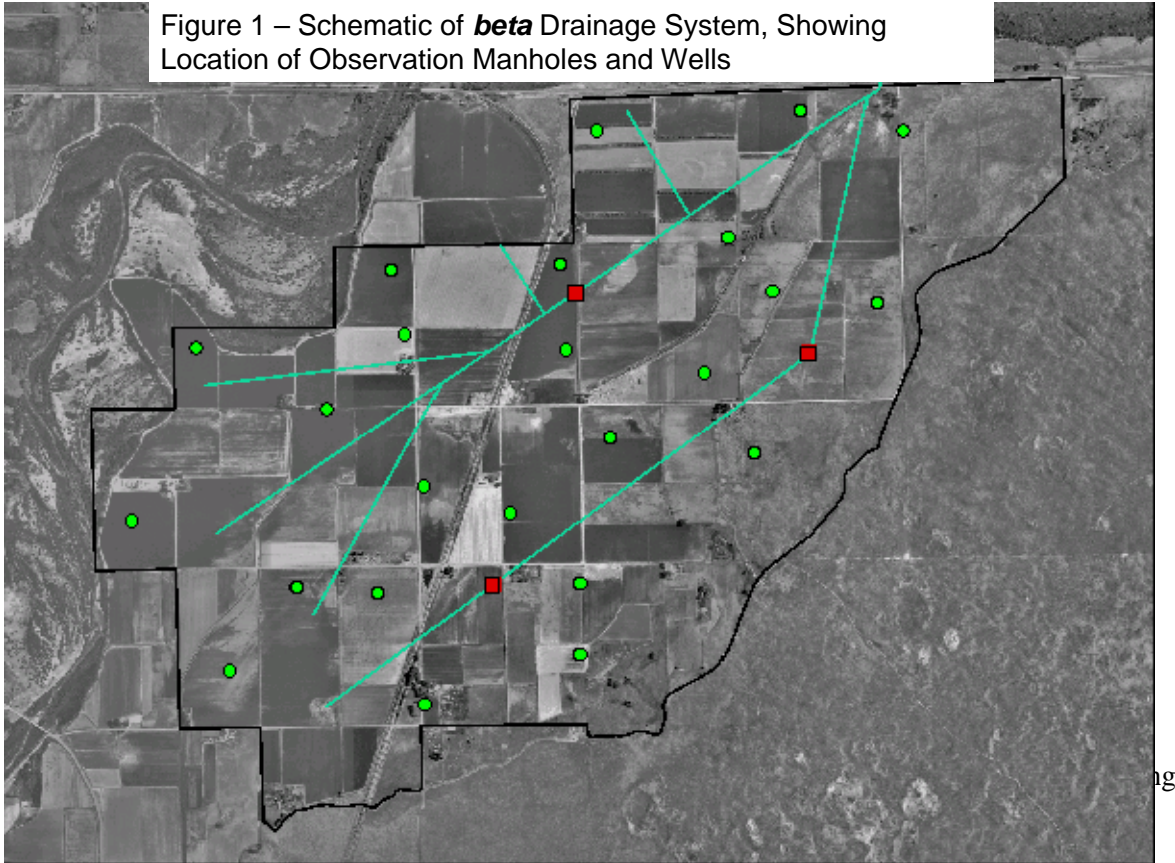 Figure 1 – Schematic of beta Drainage System, Showing
Location of Observation Manholes and Wells